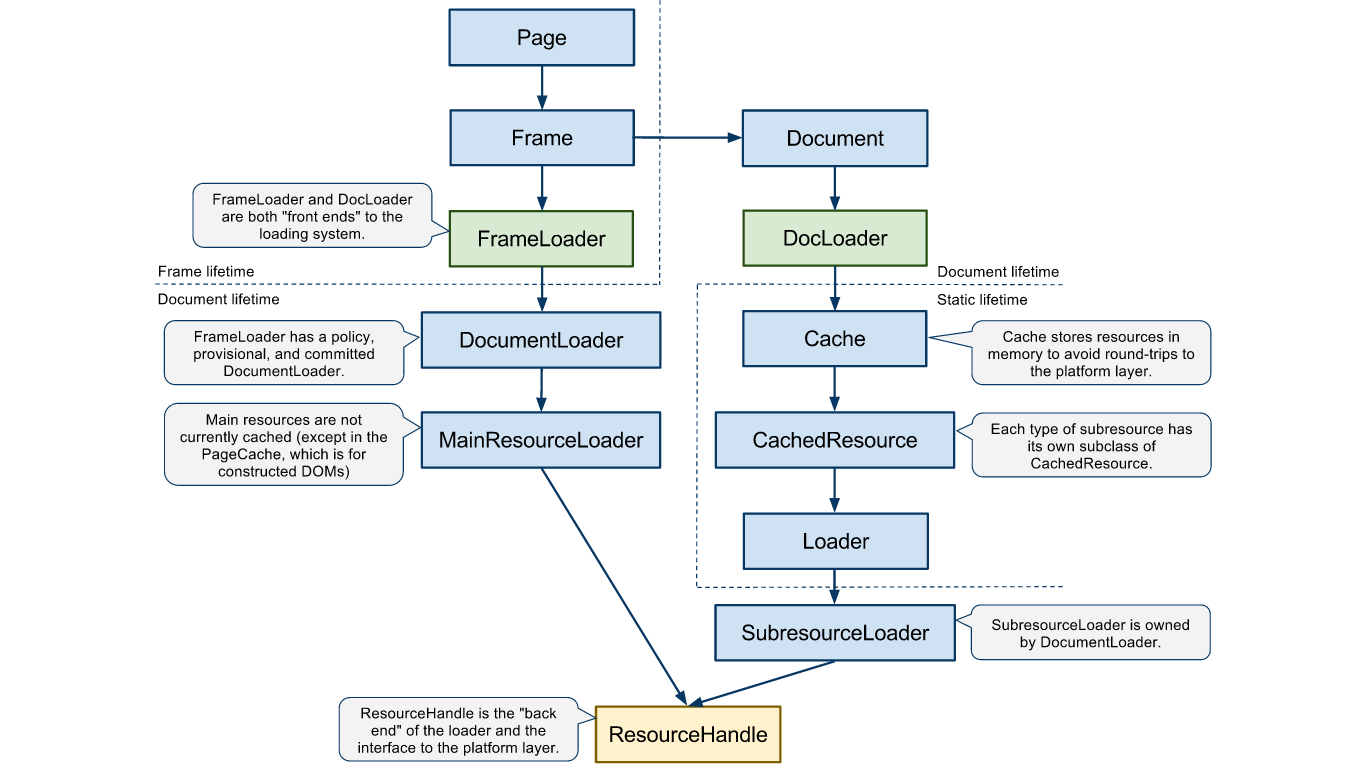 Page
Frame
Document
FrameLoader and DocLoader
are both "front ends" to the
loading system.
FrameLoader
DocLoader
Frame lifetime
Document lifetime
Document lifetime
Static lifetime
FrameLoader has a policy,
provisional, and committed
DocumentLoader.
DocumentLoader
Cache
Cache stores resources in
memory to avoid round-trips to
the platform layer.
Main resources are not
currently cached (except in the
PageCache, which is for
constructed DOMs)
MainResourceLoader
CachedResource
Each type of subresource has
its own subclass of
CachedResource.
Loader
SubresourceLoader
SubresourceLoader is owned
by DocumentLoader.
ResourceHandle is the "back
end" of the loader and the
interface to the platform layer.
ResourceHandle